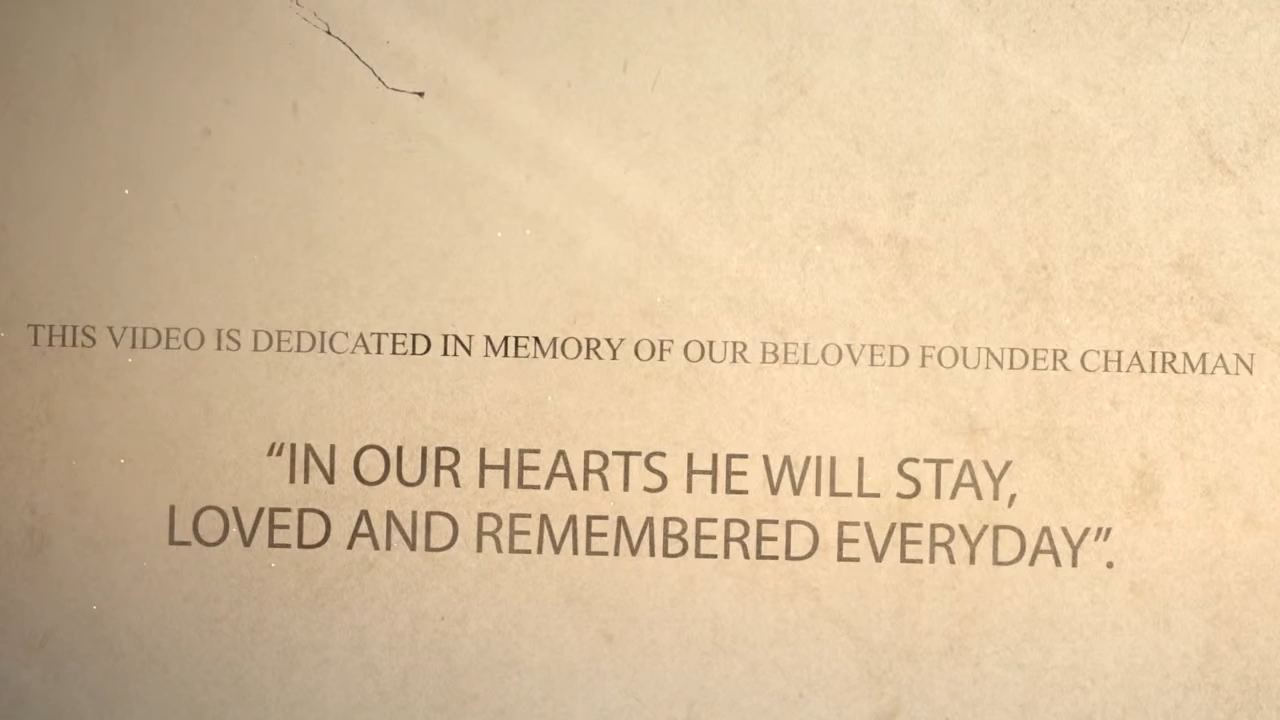 THIS VIDEO IS DEDICATED IN MEMORY OF OUR BELOVED FOUNDER CHAIRMAN
“IN OUR HEARTS HE WILL STAY,
LOVED AND REMEMBERED EVERYDAY”.